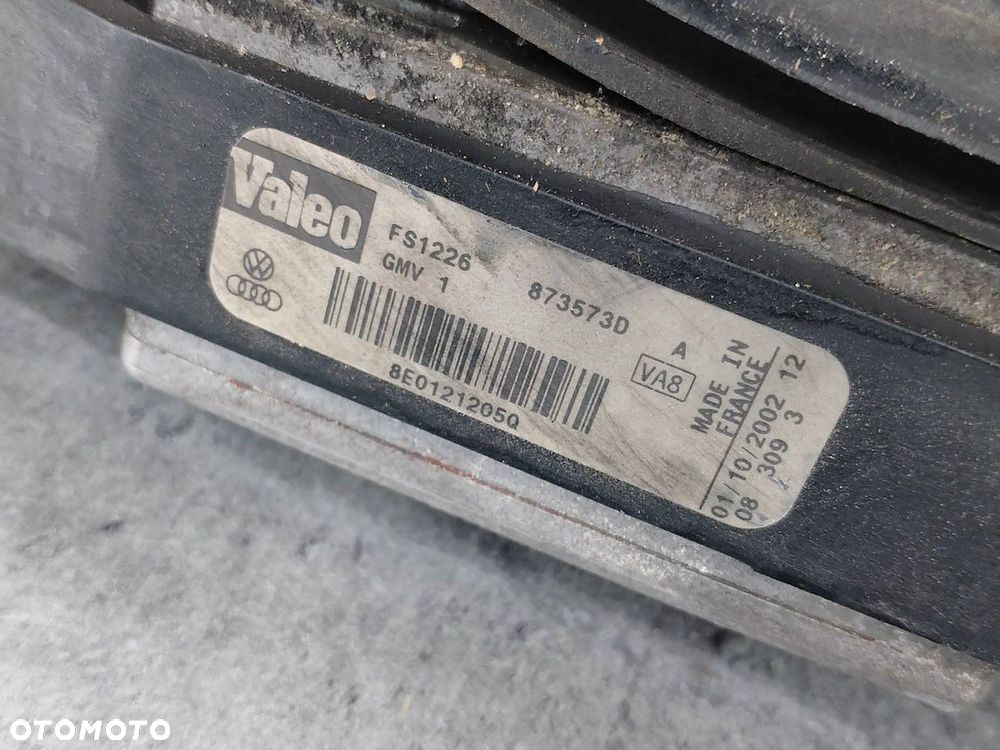 Valeo
FS1226
GMV 1
873573D
8E0121205Q
A
VA8
MADE IN
FRANCE
01/10/2002 12
08 309 3
OTOMOTO